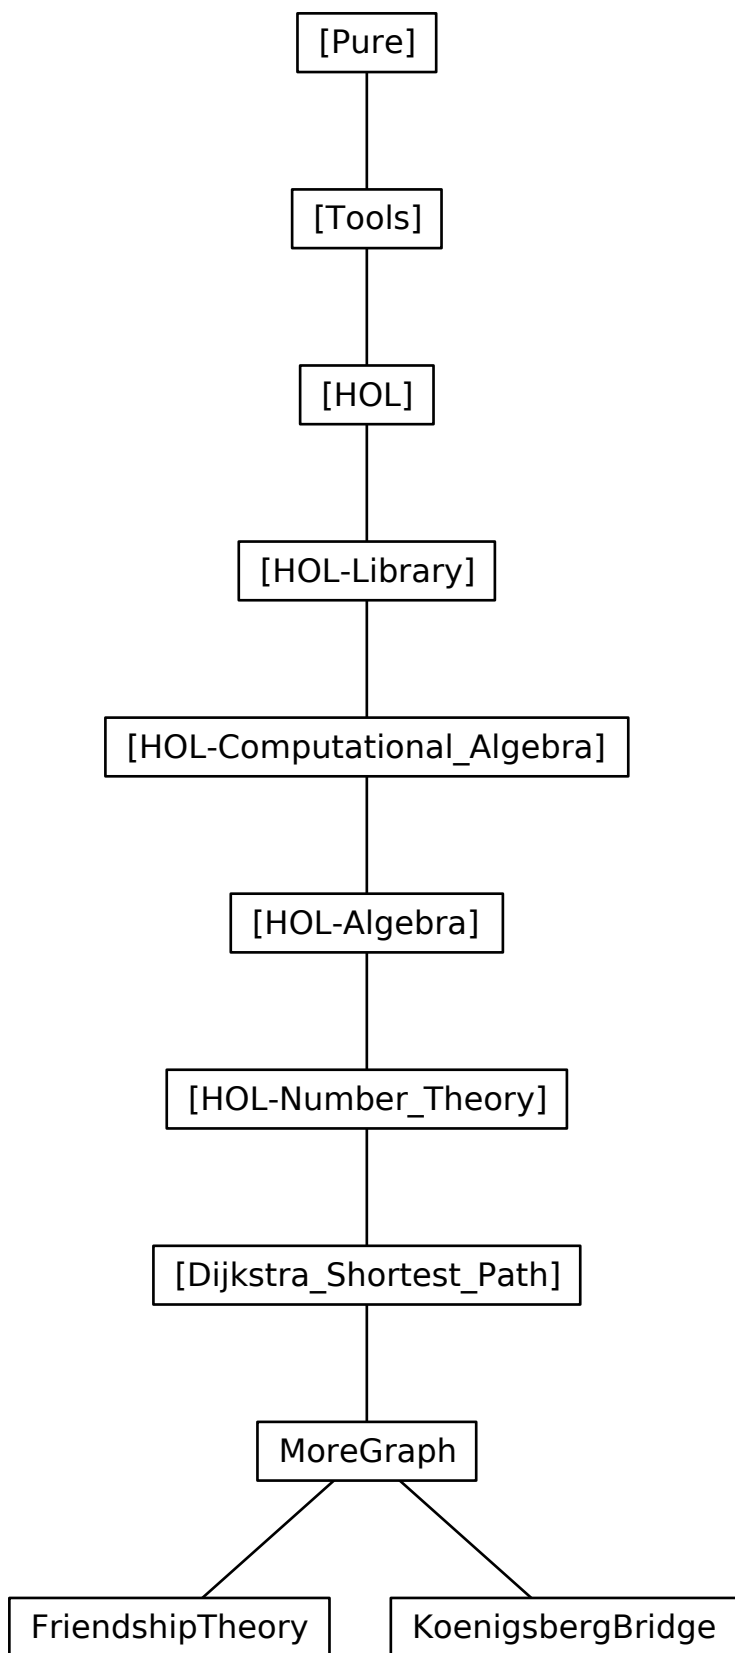 [Pure]
[Tools]
[HOL]
[HOL-Library]
[HOL-Computational_Algebra]
[HOL-Algebra]
[HOL-Number_Theory]
[Dijkstra_Shortest_Path]
MoreGraph
FriendshipTheory
KoenigsbergBridge